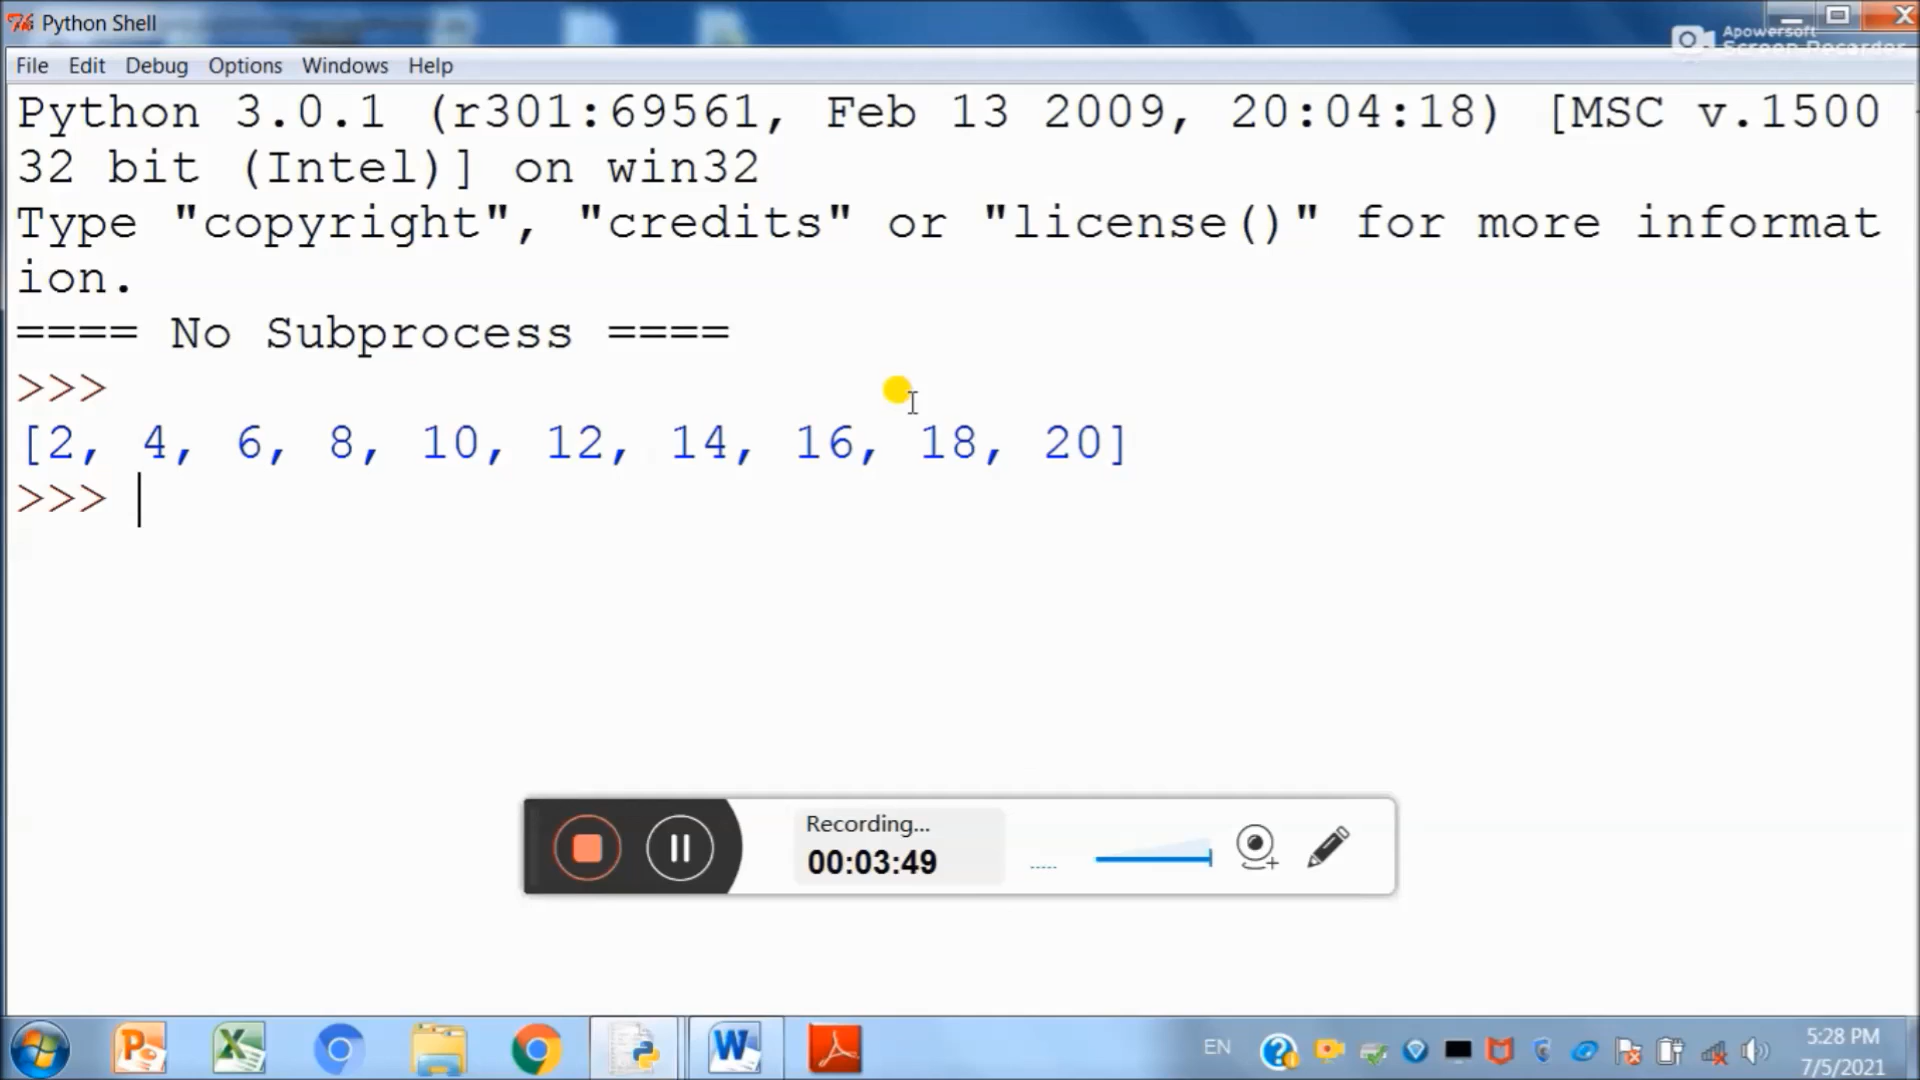 Python Shell
Apowersoft
Screen Recorder
File Edit Debug Options Windows Help
Python 3.0.1 (r301:69561, Feb 13 2009, 20:04:18) [MSC v.1500
32 bit (Intel)] on win32
Type "copyright", "credits" or "license()" for more informat
ion.
==== No Subprocess ====
>>>
[2, 4, 6, 8, 10, 12, 14, 16, 18, 20]
>>>
Recording...
00:03:49
EN
5:28 PM
7/5/2021